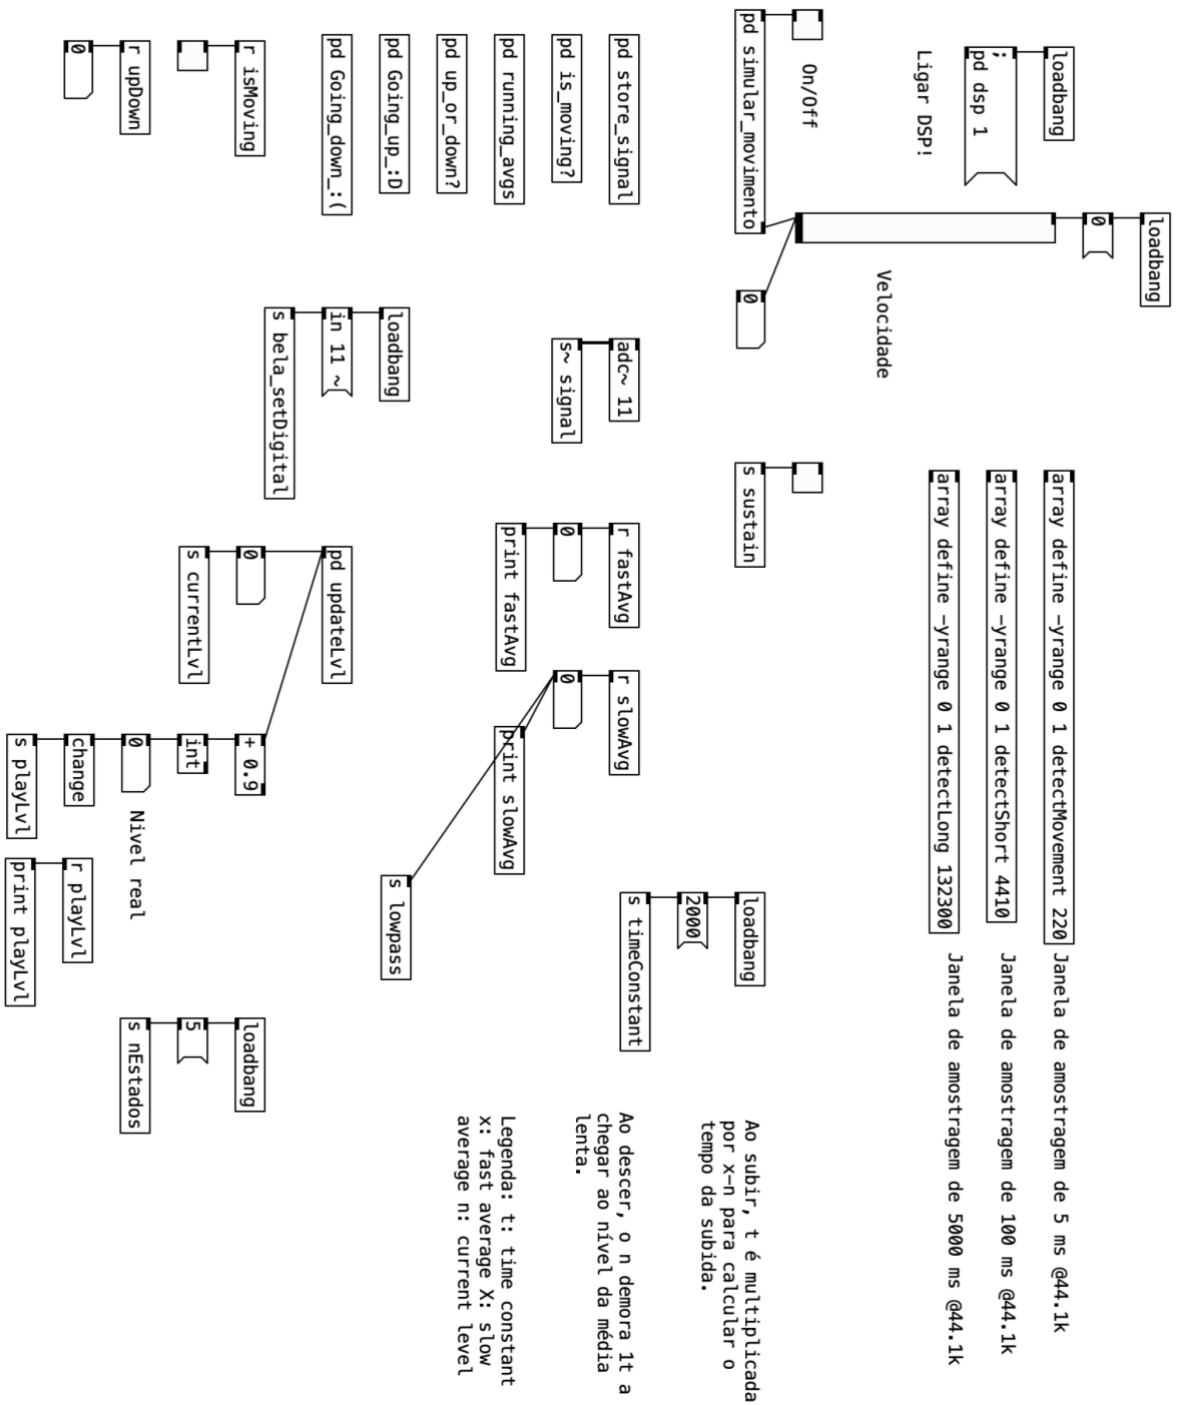 loadbang
;
pd dsp 1
Ligar DSP!
loadbang
0
Velocidade
On/Off
pd simular_movimento
0
array define -yrange 0 1 detectMovement 220
Janela de amostragem de 5 ms @44.1k
array define -yrange 0 1 detectShort 4410
Janela de amostragem de 100 ms @44.1k
array define -yrange 0 1 detectLong 132300
Janela de amostragem de 5000 ms @44.1k
s sustain
loadbang
2000
s timeConstant
Ao subir, t é multiplicada
por x-n para calcular o
tempo da subida.
pd store_signal
pd is_moving?
pd running_avgs
pd up_or_down?
pd Going_up_:D
pd Going_down_:(
adc~ 11
s~ signal
r fastAvg
0
print fastAvg
r slowAvg
0
print slowAvg
s lowpass
Ao descer, o n demora 1t a
chegar ao nível da média
lenta.
Legenda: t: time constant
x: fast average X: slow
average n: current level
loadbang
in 11 ~
s bela_setDigital
pd updateLvl
0
s currentLvl
+ 0.9
int
0
Nivel real
change
s playLvl
r playLvl
print playLvl
loadbang
5
s nEstados
r isMoving
r upDown
0